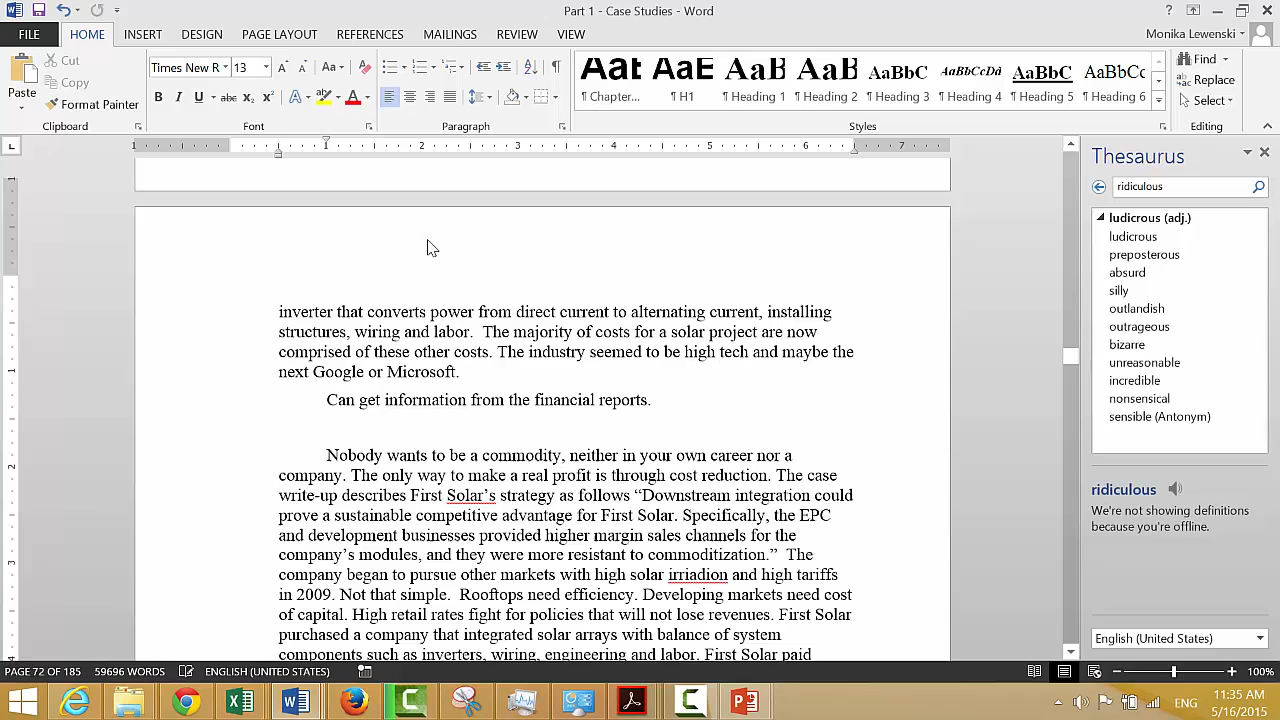 Part 1 - Case Studies - Word
FILE HOME INSERT DESIGN PAGE LAYOUT REFERENCES MAILINGS REVIEW VIEW Monika Lewenski
Paste Cut Copy Format Painter
Clipboard
Times New R 13
Font
Paragraph
AaBb AaBb AaBbCc AaBbCcDd AaBbCc AaBbCc
¶ Chapter... ¶ H1 ¶ Heading 1 ¶ Heading 2 ¶ Heading 3 ¶ Heading 4 ¶ Heading 5 ¶ Heading 6
Styles
Find
Replace
Select
Editing
1 1 2 3 4 5 6 7
inverter that converts power from direct current to alternating current, installing
structures, wiring and labor. The majority of costs for a solar project are now
comprised of these other costs. The industry seemed to be high tech and maybe the
next Google or Microsoft.
Can get information from the financial reports.
Nobody wants to be a commodity, neither in your own career nor a
company. The only way to make a real profit is through cost reduction. The case
write-up describes First Solar’s strategy as follows “Downstream integration could
prove a sustainable competitive advantage for First Solar. Specifically, the EPC
and development businesses provided higher margin sales channels for the
company’s modules, and they were more resistant to commoditization.” The
company began to pursue other markets with high solar irriadion and high tariffs
in 2009. Not that simple. Rooftops need efficiency. Developing markets need cost
of capital. High retail rates fight for policies that will not lose revenues. First Solar
purchased a company that integrated solar arrays with balance of system
components such as inverters, wiring, engineering and labor. First Solar paid
Thesaurus
ridiculous
ludicrous (adj.)
ludicrous
preposterous
absurd
silly
outlandish
outrageous
bizarre
unreasonable
incredible
nonsensical
sensible (Antonym)
ridiculous
We're not showing definitions
because you're offline.
English (United States)
PAGE 72 OF 185 59696 WORDS ENGLISH (UNITED STATES) 100%
ENG
11:35 AM
5/16/2015